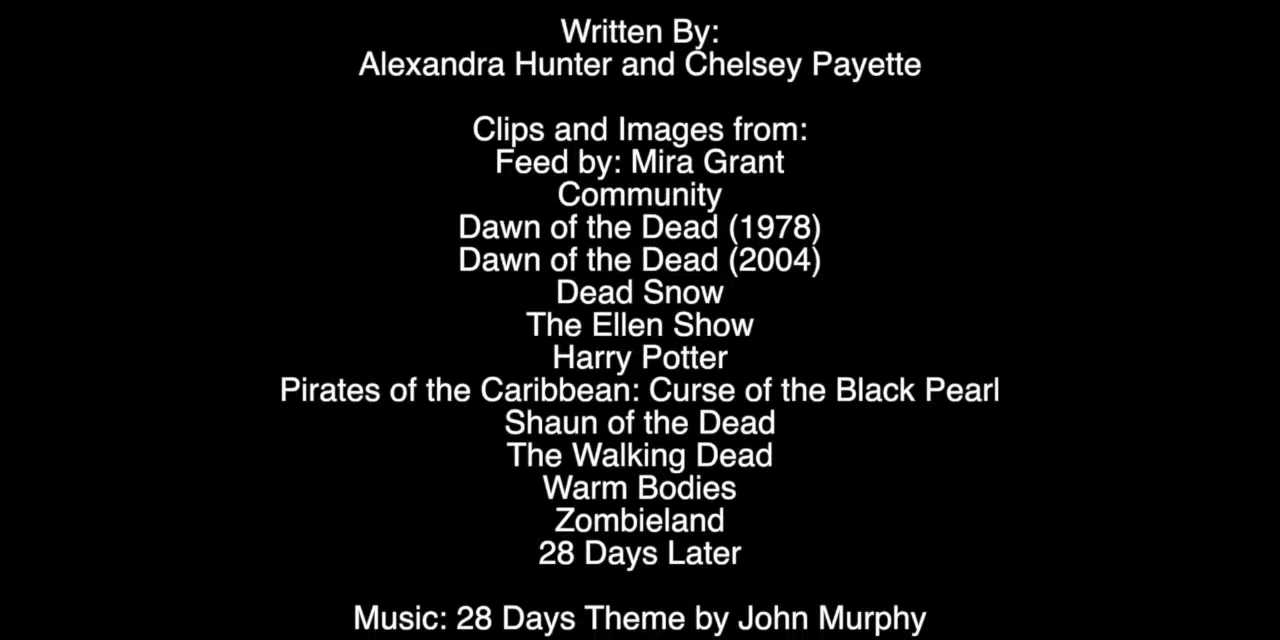 Written By:
Alexandra Hunter and Chelsey Payette
Clips and Images from:
Feed by: Mira Grant
Community
Dawn of the Dead (1978)
Dawn of the Dead (2004)
Dead Snow
The Ellen Show
Harry Potter
Pirates of the Caribbean: Curse of the Black Pearl
Shaun of the Dead
The Walking Dead
Warm Bodies
Zombieland
28 Days Later
Music: 28 Days Theme by John Murphy